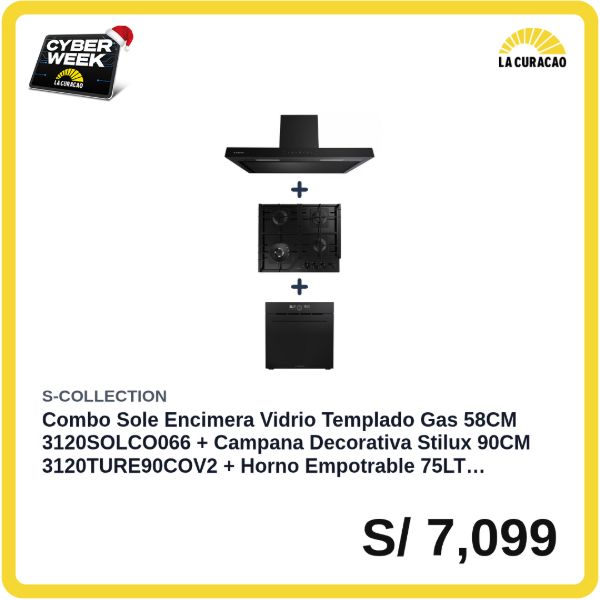 CYBER
WEEK
LA CURACAO
LA CURACAO
+
+
S-COLLECTION
Combo Sole Encimera Vidrio Templado Gas 58CM
3120SOLCO066 + Campana Decorativa Stilux 90CM
3120TURE90COV2 + Horno Empotrable 75LT…
S/ 7,099